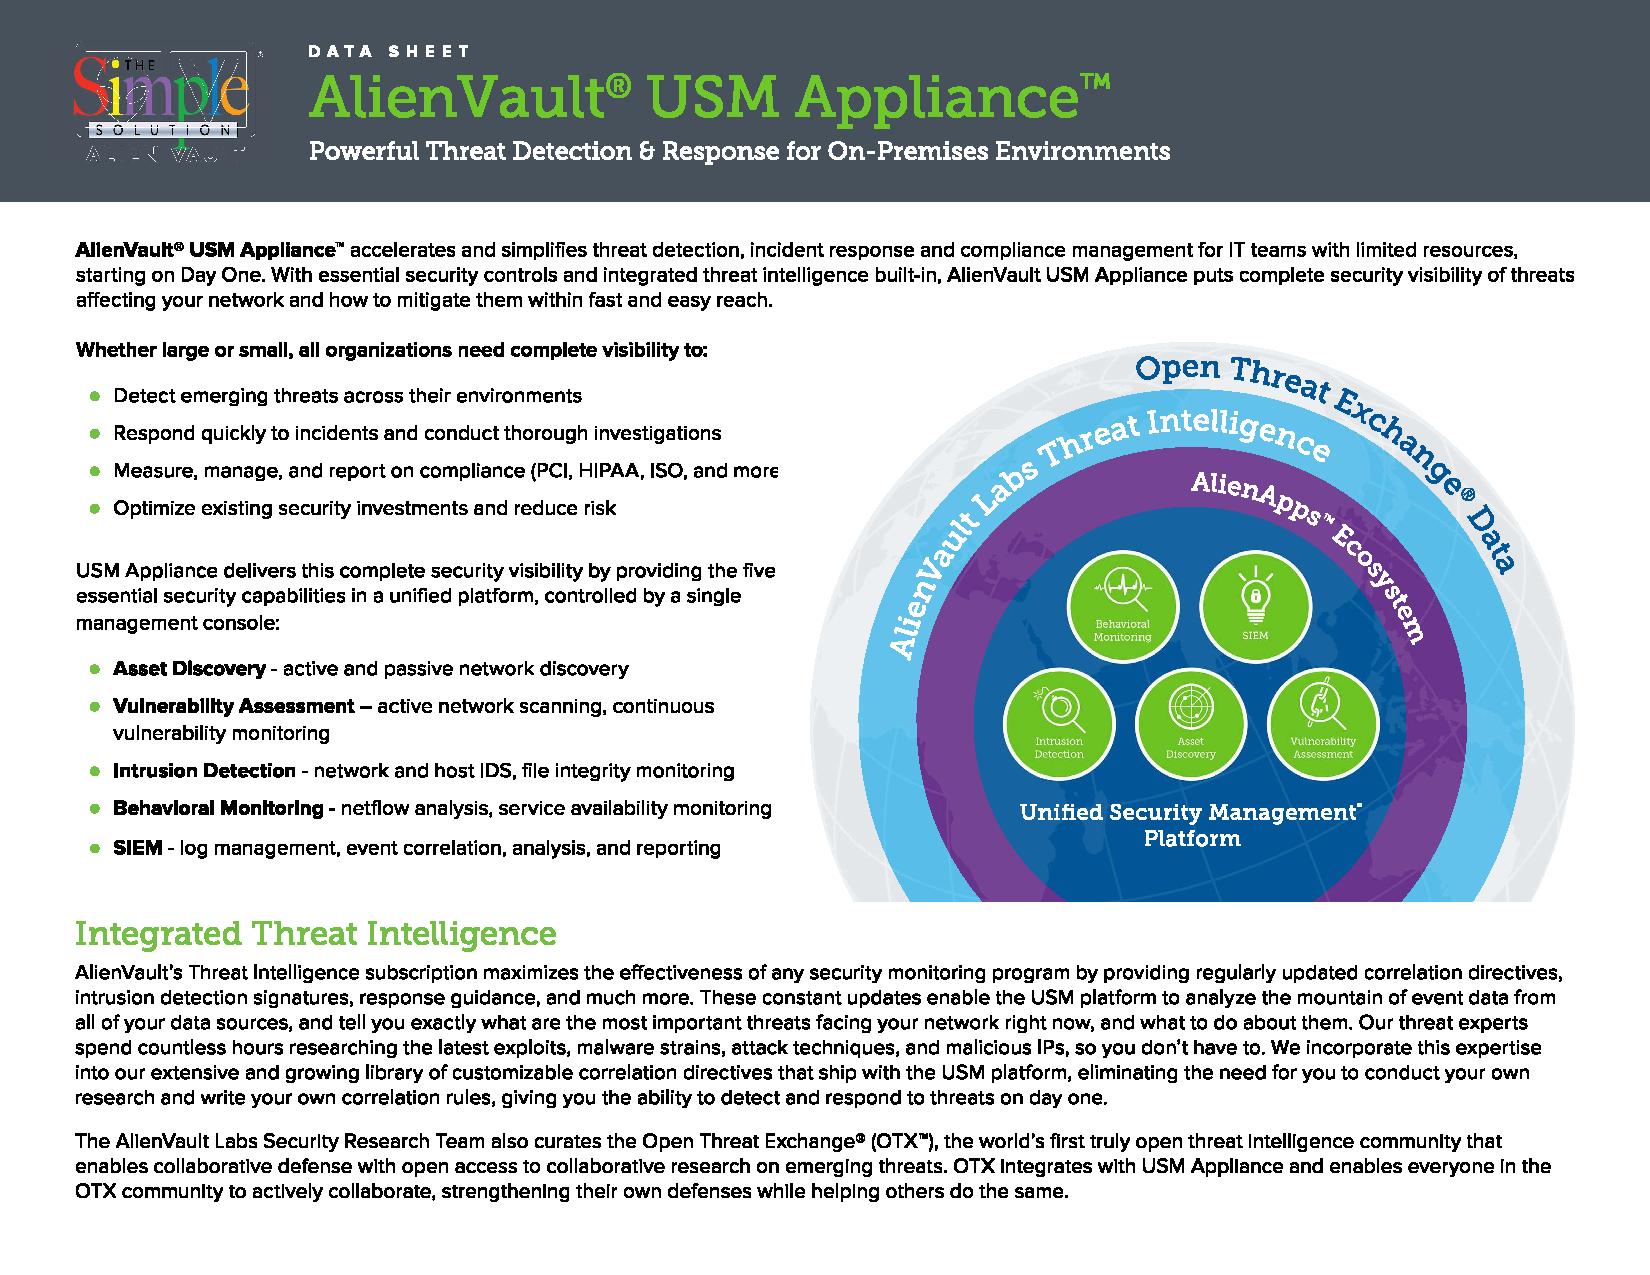 THE
Simple
SOLUTION
ALIEN VAULT
DATA SHEET
AlienVault® USM Appliance™
Powerful Threat Detection & Response for On-Premises Environments
AlienVault® USM Appliance™ accelerates and simplifies threat detection, incident response and compliance management for IT teams with limited resources,
starting on Day One. With essential security controls and integrated threat intelligence built-in, AlienVault USM Appliance puts complete security visibility of threats
affecting your network and how to mitigate them within fast and easy reach.
Whether large or small, all organizations need complete visibility to:
● Detect emerging threats across their environments
● Respond quickly to incidents and conduct thorough investigations
● Measure, manage, and report on compliance (PCI, HIPAA, ISO, and more
● Optimize existing security investments and reduce risk
USM Appliance delivers this complete security visibility by providing the five
essential security capabilities in a unified platform, controlled by a single
management console:
● Asset Discovery - active and passive network discovery
● Vulnerability Assessment – active network scanning, continuous
vulnerability monitoring
● Intrusion Detection - network and host IDS, file integrity monitoring
● Behavioral Monitoring - netflow analysis, service availability monitoring
● SIEM - log management, event correlation, analysis, and reporting
Open Threat Exchange® Data
AlienVault Labs Threat Intelligence
AlienApps™ Ecosystem
Behavioral
Monitoring
SIEM
Intrusion
Detection
Asset
Discovery
Vulnerability
Assessment
Unified Security Management™
Platform
Integrated Threat Intelligence
AlienVault's Threat Intelligence subscription maximizes the effectiveness of any security monitoring program by providing regularly updated correlation directives,
intrusion detection signatures, response guidance, and much more. These constant updates enable the USM platform to analyze the mountain of event data from
all of your data sources, and tell you exactly what are the most important threats facing your network right now, and what to do about them. Our threat experts
spend countless hours researching the latest exploits, malware strains, attack techniques, and malicious IPs, so you don't have to. We incorporate this expertise
into our extensive and growing library of customizable correlation directives that ship with the USM platform, eliminating the need for you to conduct your own
research and write your own correlation rules, giving you the ability to detect and respond to threats on day one.
The AlienVault Labs Security Research Team also curates the Open Threat Exchange® (OTX™), the world's first truly open threat intelligence community that
enables collaborative defense with open access to collaborative research on emerging threats. OTX integrates with USM Appliance and enables everyone in the
OTX community to actively collaborate, strengthening their own defenses while helping others do the same.